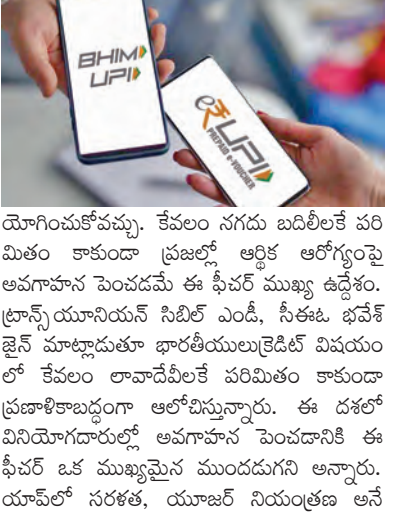 BHIM
UPI
e₹UPI
PREPAID e-VOUCHER
యోగించుకోవచ్చు. కేవలం నగదు బదిలీలకే పరి
మితం కాకుండా ప్రజల్లో ఆర్థిక ఆరోగ్యంపై
అవగాహన పెంచడమే ఈ ఫీచర్ ముఖ్య ఉద్దేశం.
ట్రాన్స్‌యూనియన్ సిబిల్ ఎండీ, సీఈఓ భవేశ్
జైన్ మాట్లాడుతూ భారతీయులుక్రెడిట్ విషయం
లో కేవలం లావాదేవీలకే పరిమితం కాకుండా
ప్రణాళికాబద్ధంగా ఆలోచిస్తున్నారు. ఈ దశలో
వినియోగదారుల్లో అవగాహన పెంచడానికి ఈ
ఫీచర్ ఒక ముఖ్యమైన ముందడుగని అన్నారు.
యాప్‌లో సరళత, యూజర్ నియంత్రణ అనే